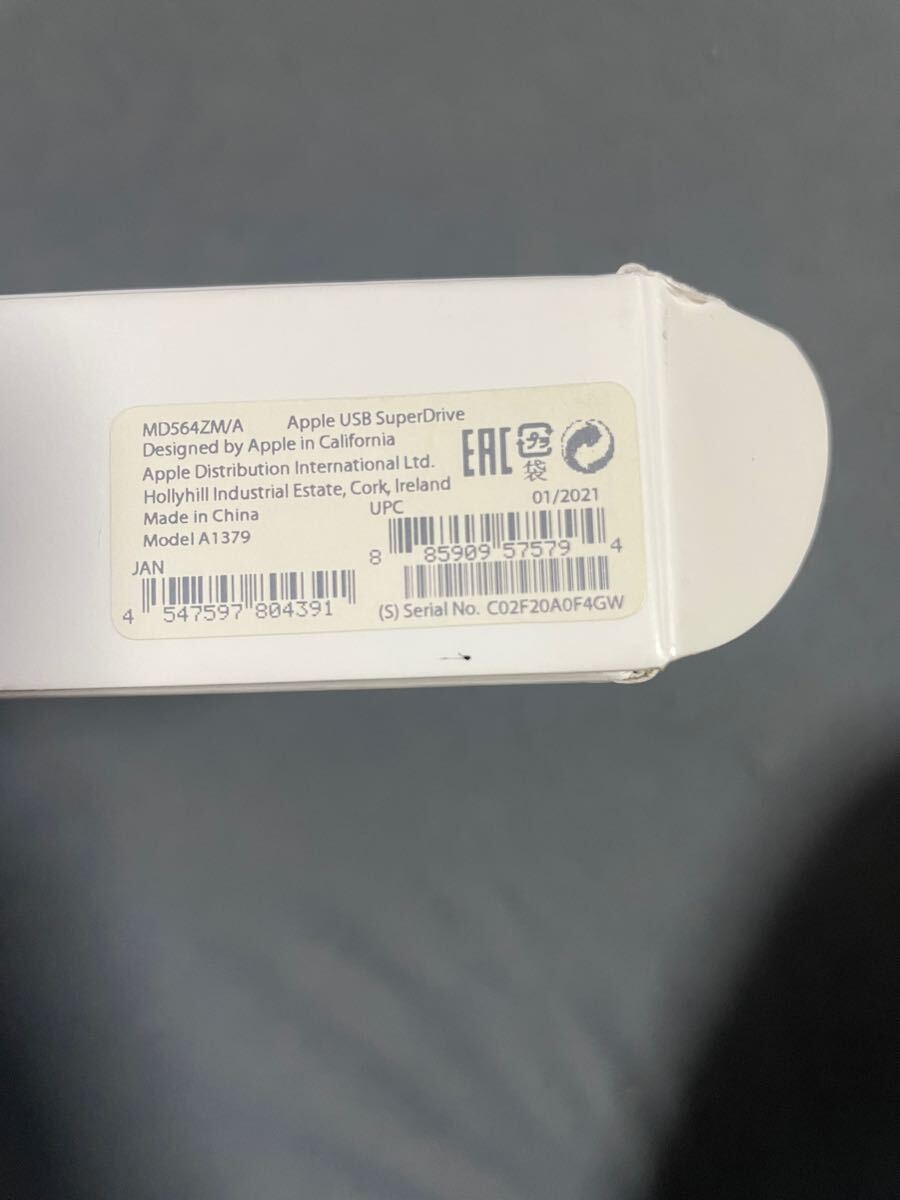 MD564ZM/A Apple USB SuperDrive
Designed by Apple in California
Apple Distribution International Ltd.
Hollyhill Industrial Estate, Cork, Ireland
Made in China
Model A1379
EAC
プラ
袋
01/2021
UPC
8 85909 57579 4
JAN
4 547597 804391
(S) Serial No. C02F20A0F4GW